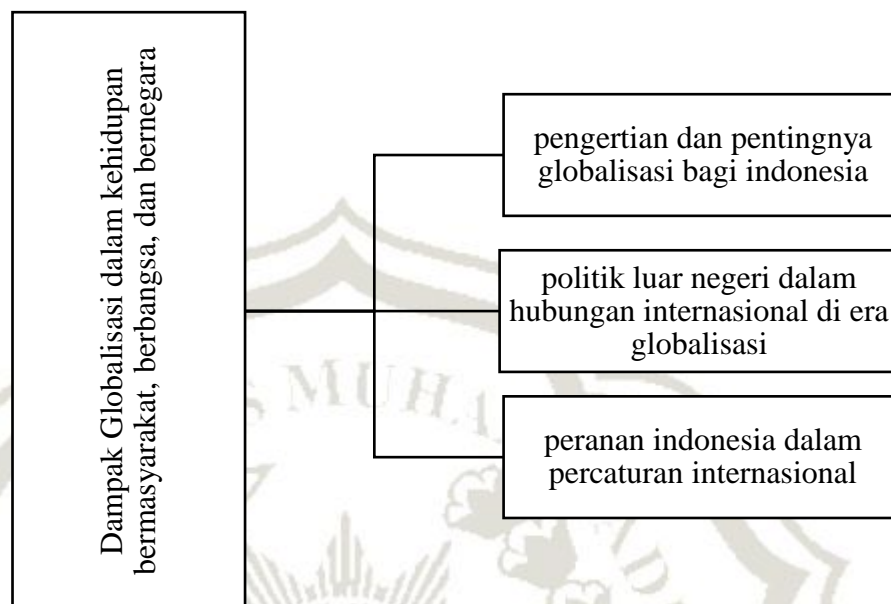 Dampak Globalisasi dalam kehidupan
bermasyarakat, berbangsa, dan bernegara
pengertian dan pentingnya
globalisasi bagi indonesia
politik luar negeri dalam
hubungan internasional di era
globalisasi
peranan indonesia dalam
percaturan internasional
S MUHA